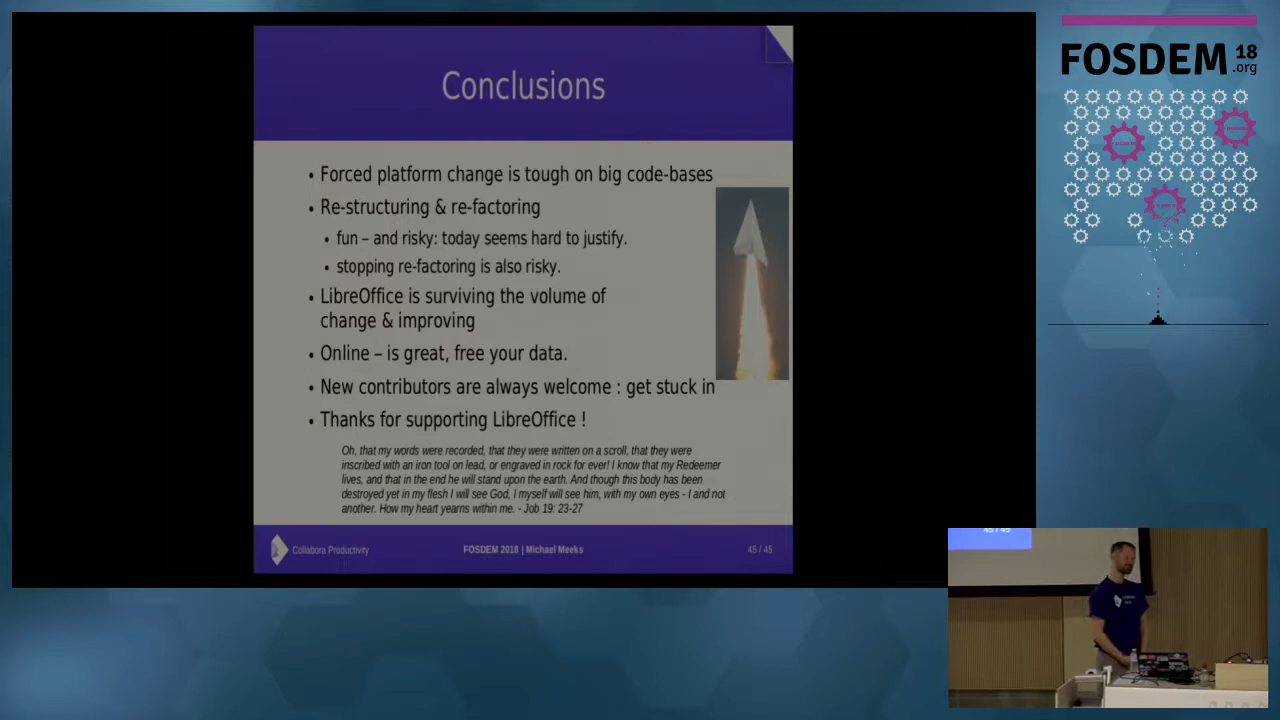 Conclusions
• Forced platform change is tough on big code-bases
• Re-structuring & re-factoring
• fun – and risky: today seems hard to justify.
• stopping re-factoring is also risky.
• LibreOffice is surviving the volume of
change & improving
• Online – is great, free your data.
• New contributors are always welcome : get stuck in
• Thanks for supporting LibreOffice !
Oh, that my words were recorded, that they were written on a scroll, that they were
inscribed with an iron tool on lead, or engraved in rock for ever! I know that my Redeemer
lives, and that in the end he will stand upon the earth. And though this body has been
destroyed yet in my flesh I will see God, I myself will see him, with my own eyes - I and not
another. How my heart yearns within me. - Job 19: 23-27
Collabora Productivity
FOSDEM 2018 | Michael Meeks
45 / 45
FOSDEM 18
.org